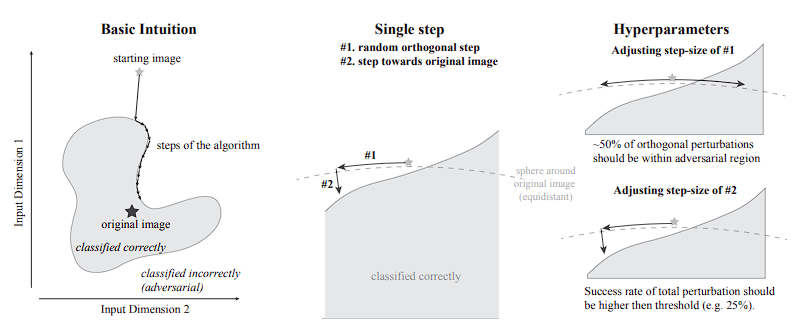 Basic Intuition
starting image
steps of the algorithm
original image
classified correctly
classified incorrectly
(adversarial)
Input Dimension 1
Input Dimension 2
Single step
#1. random orthogonal step
#2. step towards original image
#1
#2
sphere around
original image
(equidistant)
classified correctly
Hyperparameters
Adjusting step-size of #1
~50% of orthogonal perturbations
should be within adversarial region
Adjusting step-size of #2
Success rate of total perturbation should
be higher then threshold (e.g. 25%).